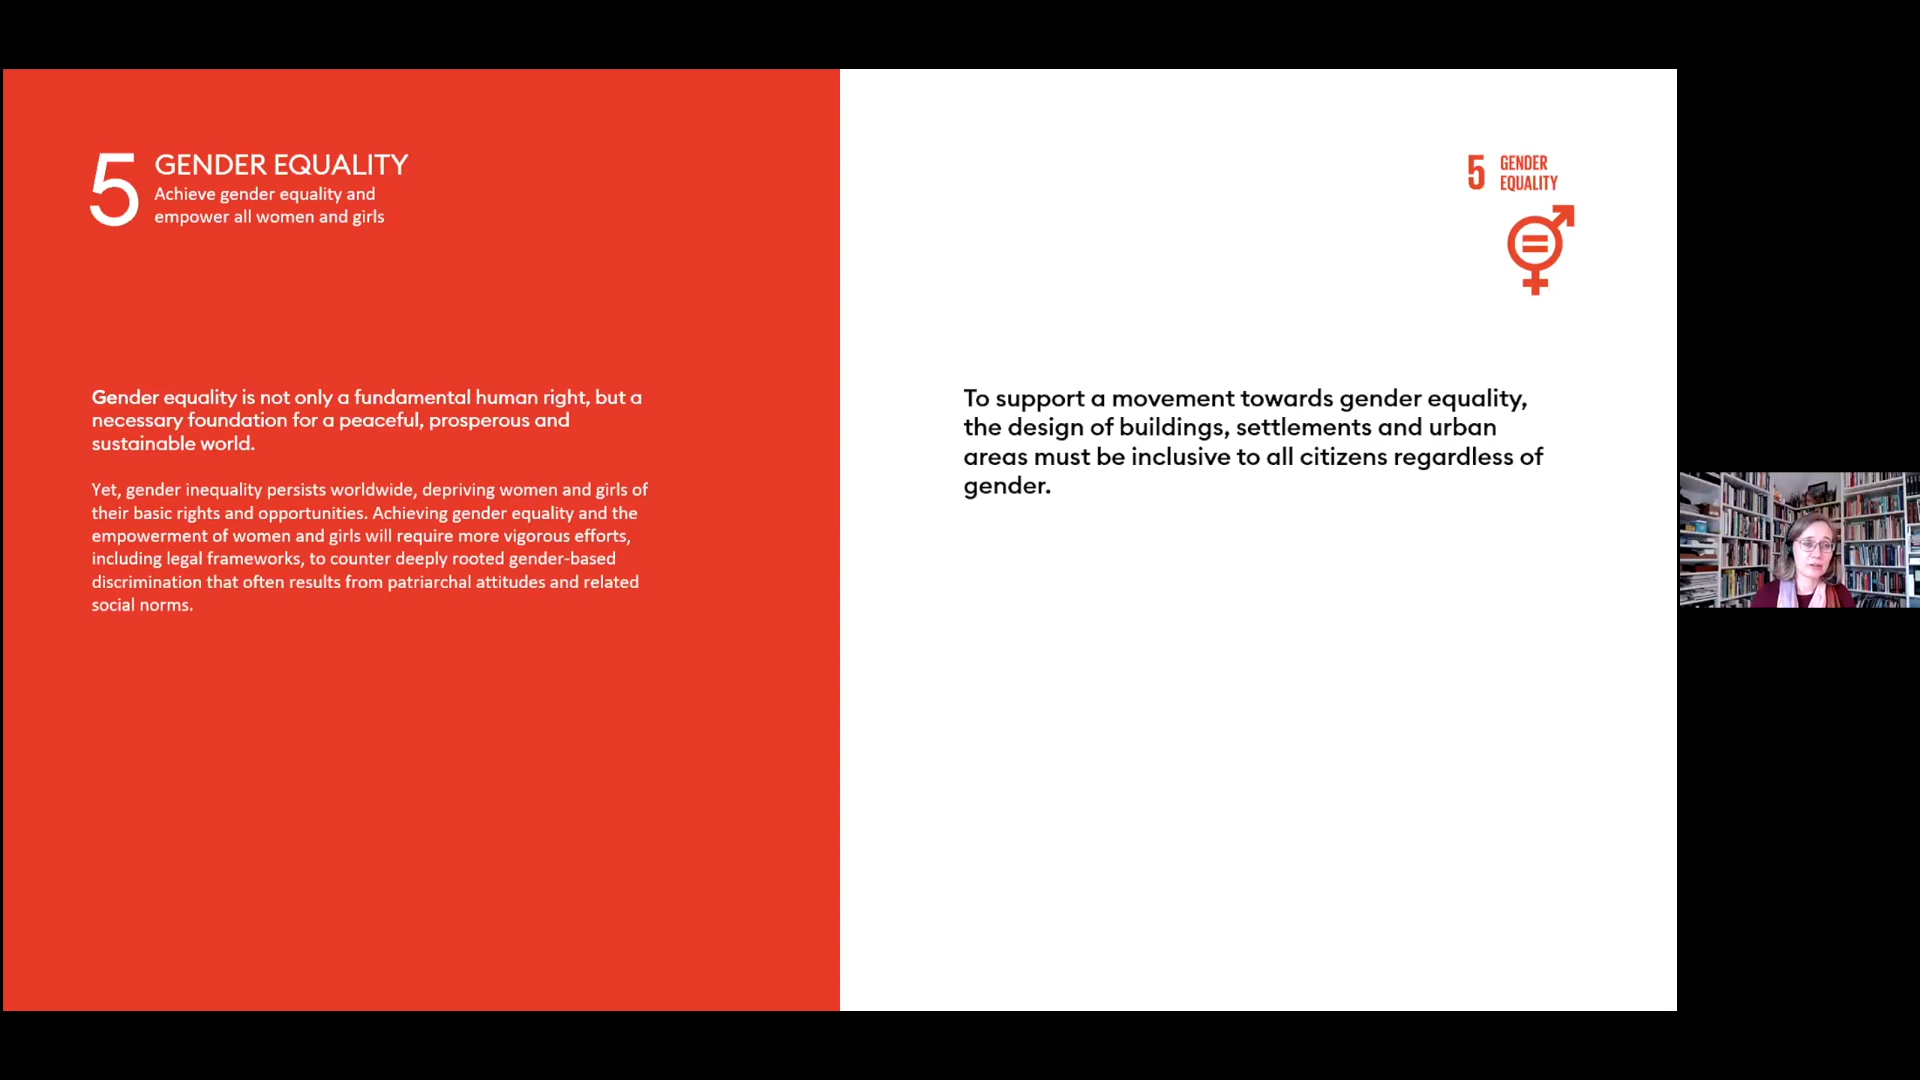 5
GENDER EQUALITY
Achieve gender equality and
empower all women and girls
Gender equality is not only a fundamental human right, but a
necessary foundation for a peaceful, prosperous and
sustainable world.
Yet, gender inequality persists worldwide, depriving women and girls of
their basic rights and opportunities. Achieving gender equality and the
empowerment of women and girls will require more vigorous efforts,
including legal frameworks, to counter deeply rooted gender-based
discrimination that often results from patriarchal attitudes and related
social norms.
5 GENDER
EQUALITY
To support a movement towards gender equality,
the design of buildings, settlements and urban
areas must be inclusive to all citizens regardless of
gender.